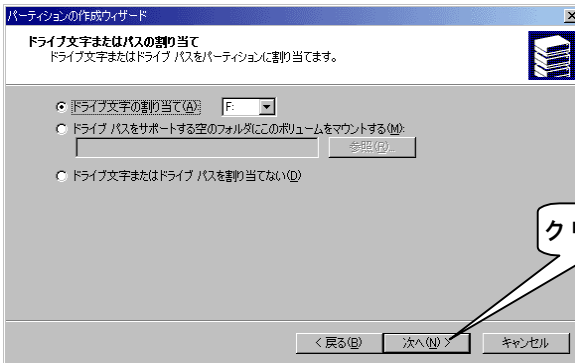 パーティションの作成ウィザード
ドライブ文字またはパスの割り当て
ドライブ文字またはドライブ パスをパーティションに割り当てます。
ドライブ文字の割り当て(A): F:
ドライブ パスをサポートする空のフォルダにこのボリュームをマウントする(M):
参照(R)...
ドライブ文字またはドライブ パスを割り当てない(D)
ク
< 戻る(B) 次へ(N) > キャンセル